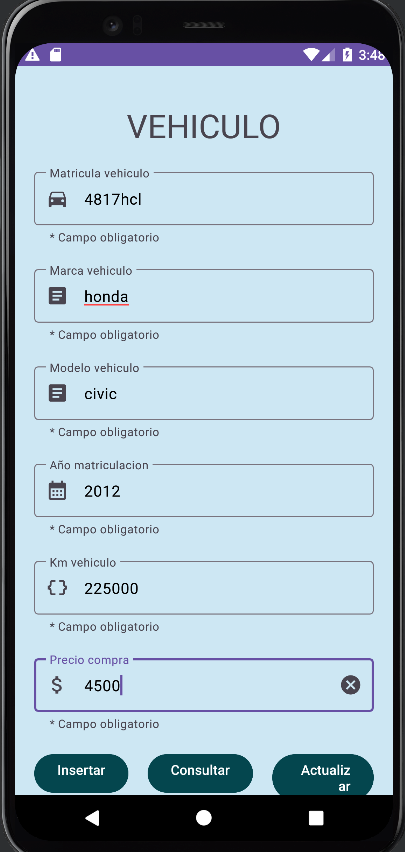 3:48
VEHICULO
Matricula vehiculo
4817hcl
* Campo obligatorio
Marca vehiculo
honda
* Campo obligatorio
Modelo vehiculo
civic
* Campo obligatorio
Año matriculacion
2012
* Campo obligatorio
Km vehiculo
225000
* Campo obligatorio
Precio compra
$ 4500
* Campo obligatorio
Insertar Consultar Actualiz
ar